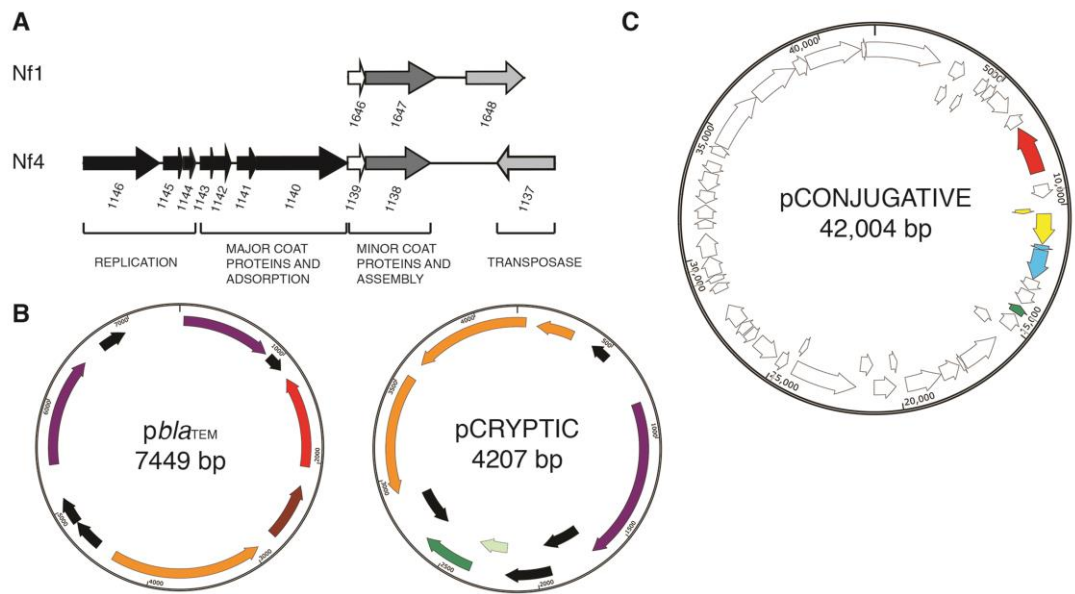 A
Nf1
1646
1647
1648
Nf4
1146
1145
1144
1143
1142
1141
1140
1139
1138
1137
REPLICATION
MAJOR COAT
PROTEINS AND
ADSORPTION
MINOR COAT
PROTEINS AND
ASSEMBLY
TRANSPOSASE
B
pblaTEM
7449 bp
1000
2000
3000
4000
5000
6000
7000
pCRYPTIC
4207 bp
500
1000
1500
2000
2500
3000
3500
4000
C
pCONJUGATIVE
42,004 bp
5000
10,000
15,000
20,000
25,000
30,000
35,000
40,000